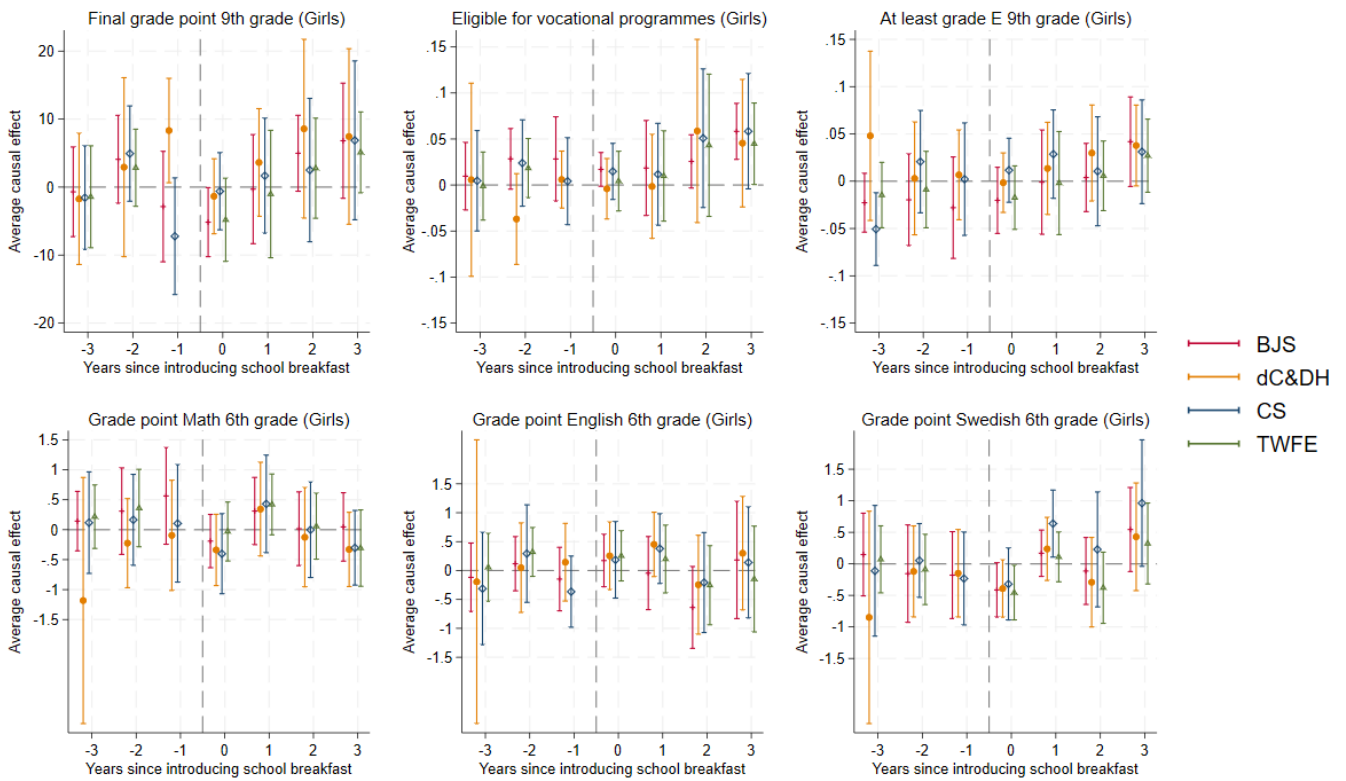 Final grade point 9th grade (Girls)
Average causal effect
20
10
0
-10
-20
-3 -2 -1 0 1 2 3
Years since introducing school breakfast
Eligible for vocational programmes (Girls)
Average causal effect
.15
.1
.05
0
-.05
-.1
-.15
-3 -2 -1 0 1 2 3
Years since introducing school breakfast
At least grade E 9th grade (Girls)
Average causal effect
.15
.1
.05
0
-.05
-.1
-.15
-3 -2 -1 0 1 2 3
Years since introducing school breakfast
BJS
dC&DH
CS
TWFE
Grade point Math 6th grade (Girls)
Average causal effect
1.5
1
.5
0
-.5
-1
-1.5
-3 -2 -1 0 1 2 3
Years since introducing school breakfast
Grade point English 6th grade (Girls)
Average causal effect
1.5
1
.5
0
-.5
-1
-1.5
-3 -2 -1 0 1 2 3
Years since introducing school breakfast
Grade point Swedish 6th grade (Girls)
Average causal effect
1.5
1
.5
0
-.5
-1
-1.5
-3 -2 -1 0 1 2 3
Years since introducing school breakfast